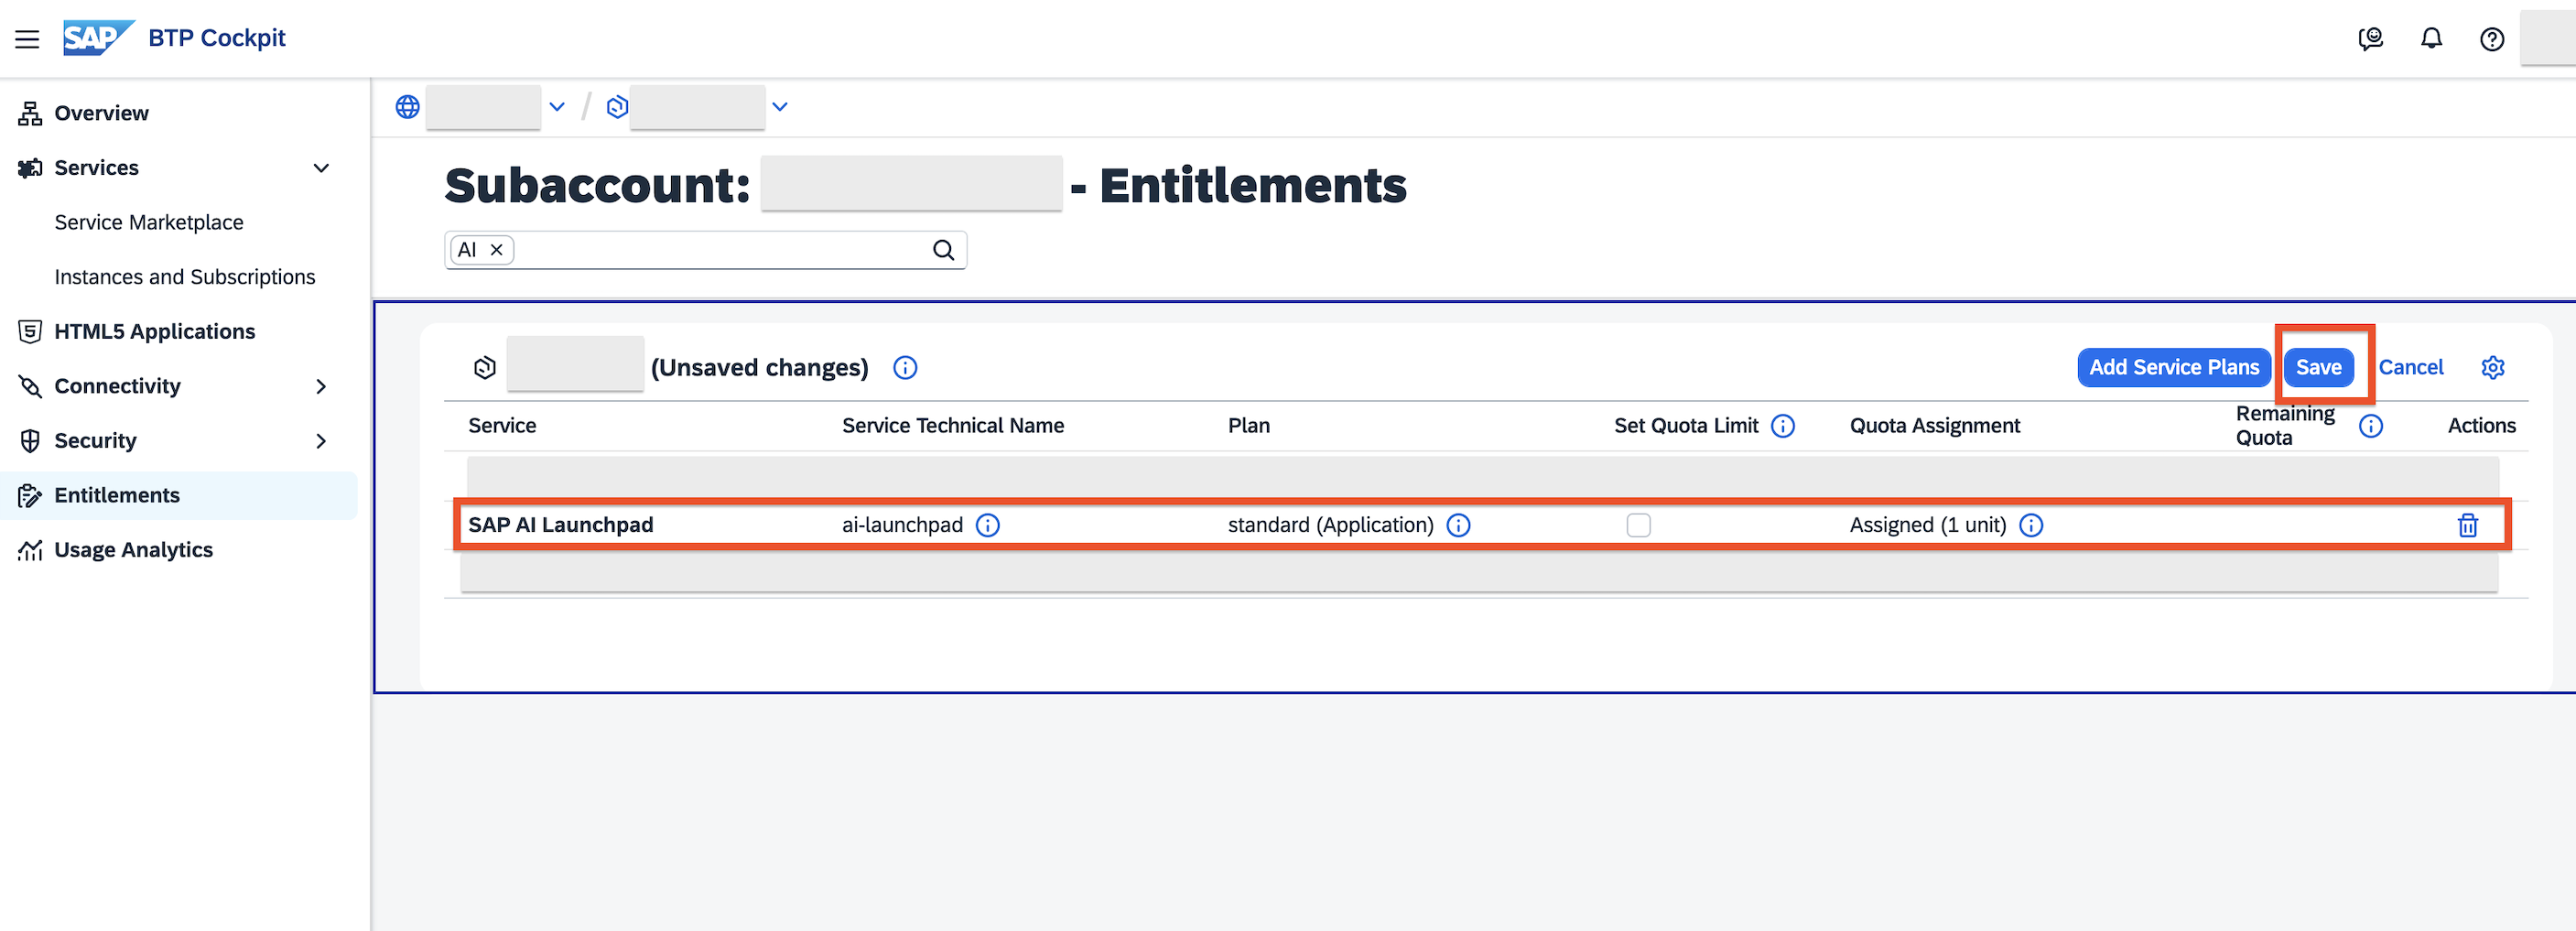 SAP BTP Cockpit
Overview
Services
Service Marketplace
Instances and Subscriptions
HTML5 Applications
Connectivity
Security
Entitlements
Usage Analytics
/
Subaccount: - Entitlements
AI
(Unsaved changes)
Add Service Plans Save Cancel
Service Service Technical Name Plan Set Quota Limit Quota Assignment Remaining Quota Actions
SAP AI Launchpad ai-launchpad standard (Application) Assigned (1 unit)